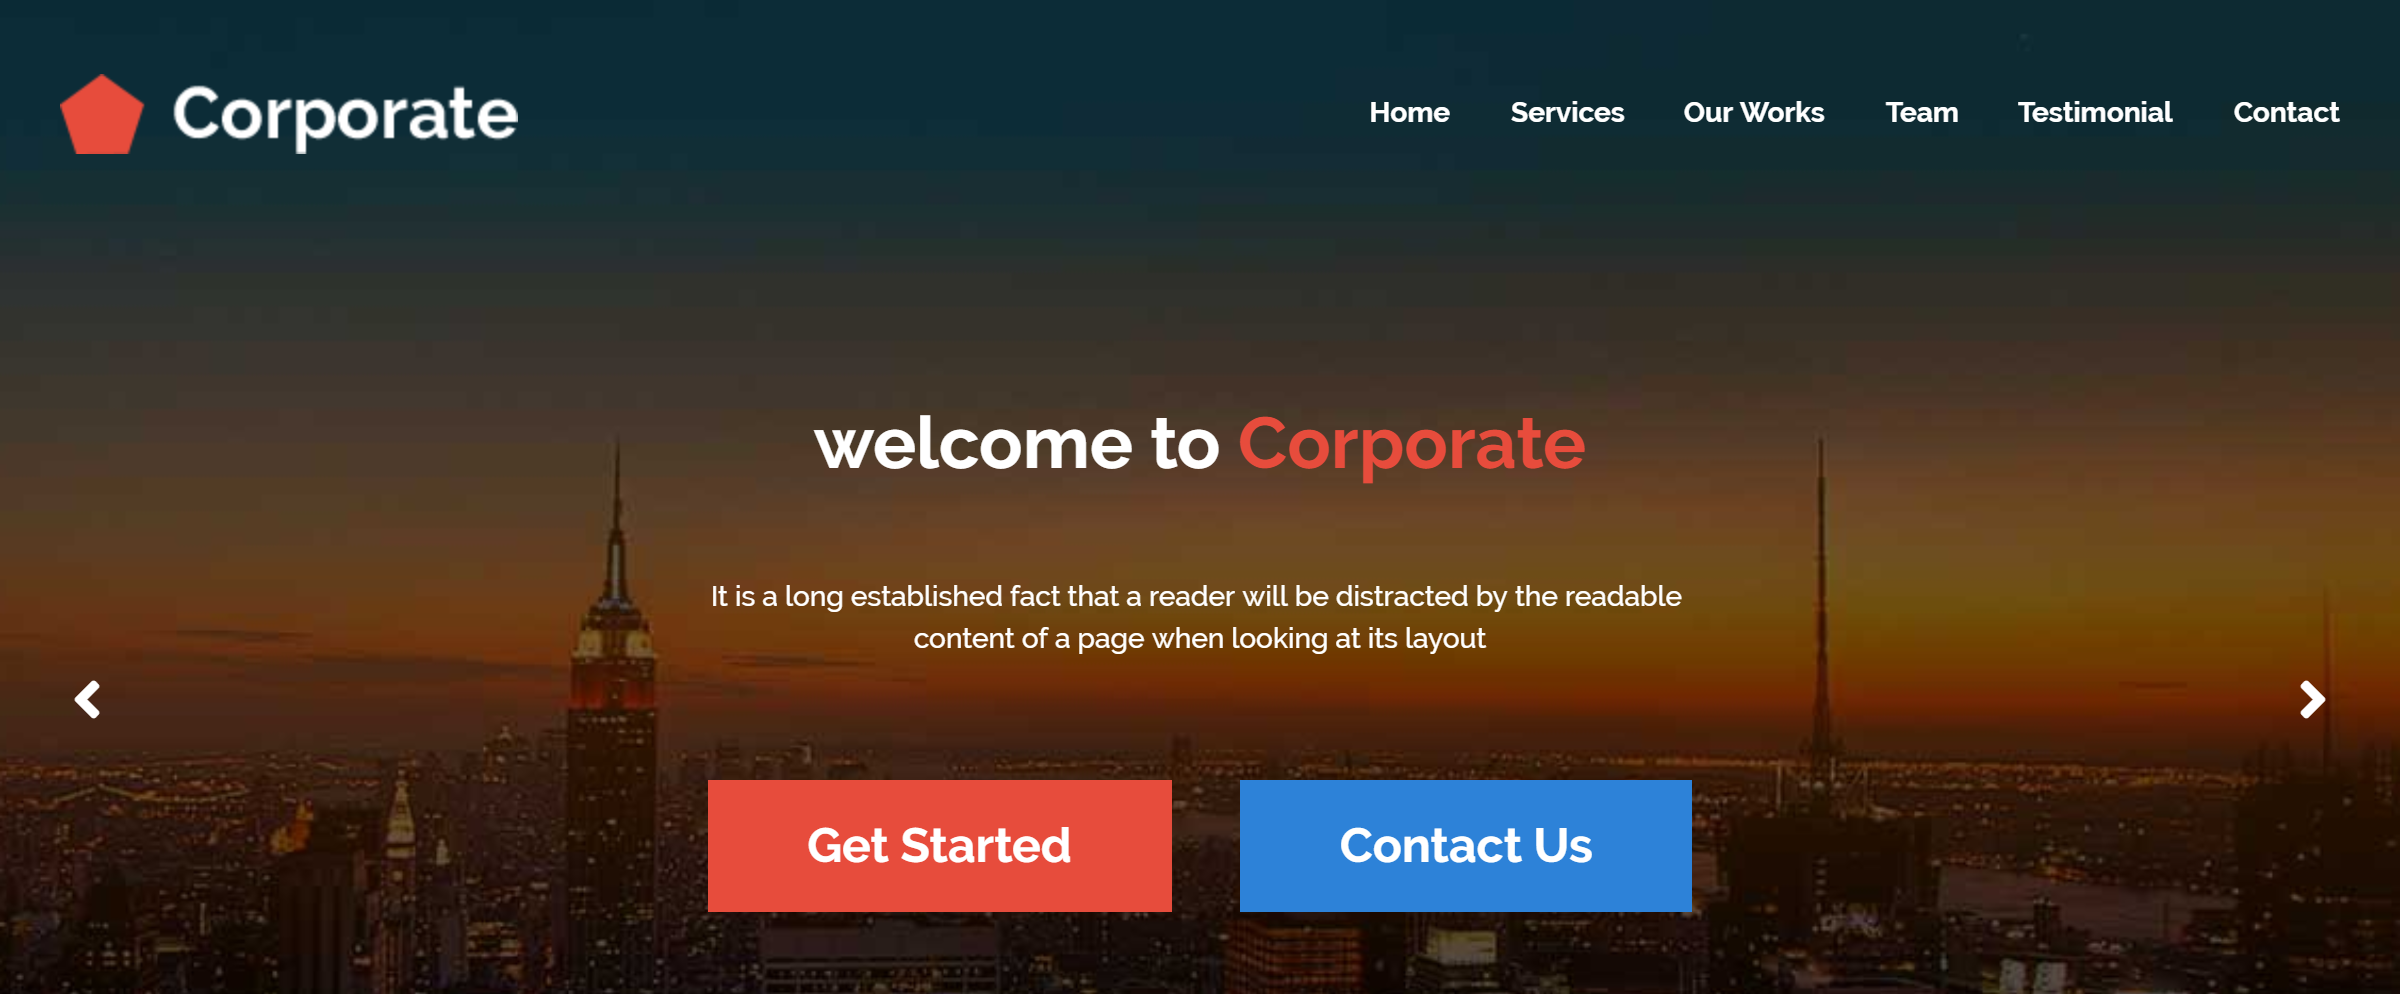 Corporate
Home Services Our Works Team Testimonial Contact
welcome to Corporate
It is a long established fact that a reader will be distracted by the readable
content of a page when looking at its layout
Get Started Contact Us